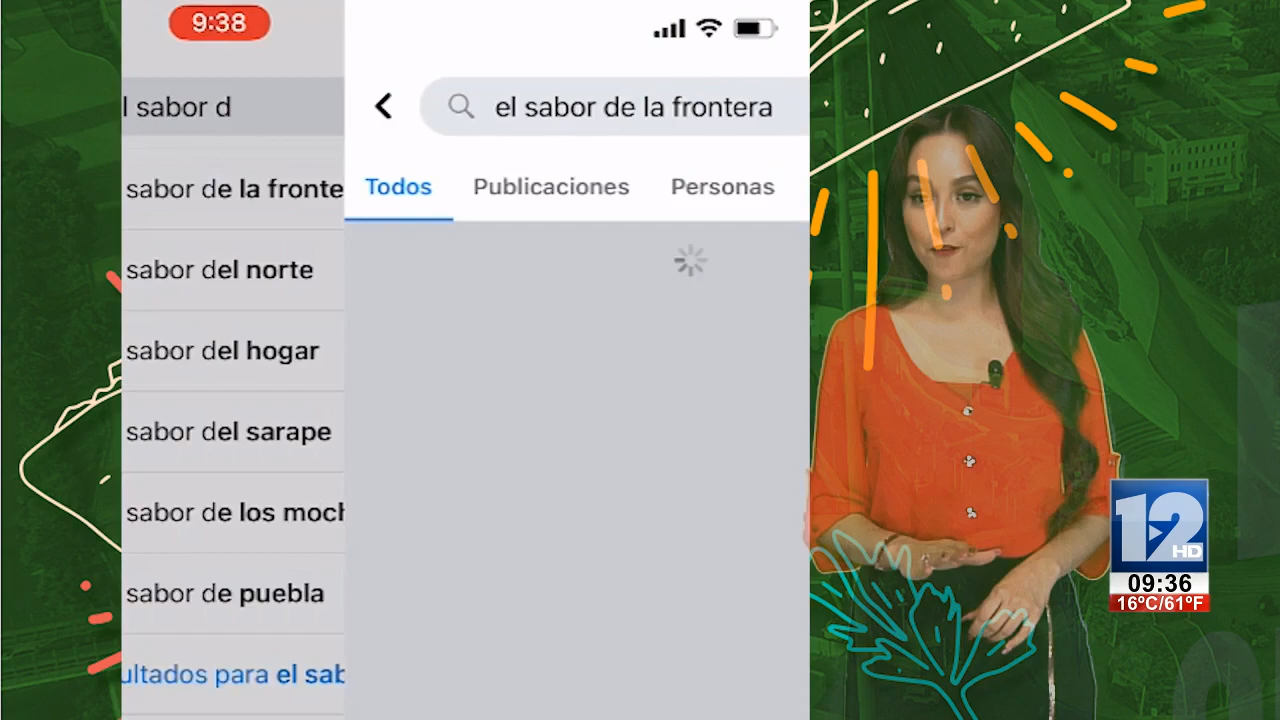 9:38
l sabor d
el sabor de la frontera
Todos Publicaciones Personas
sabor de la fronte
sabor del norte
sabor del hogar
sabor del sarape
sabor de los moch
sabor de puebla
ultados para el sab
12
HD
09:36
16ºC/61ºF